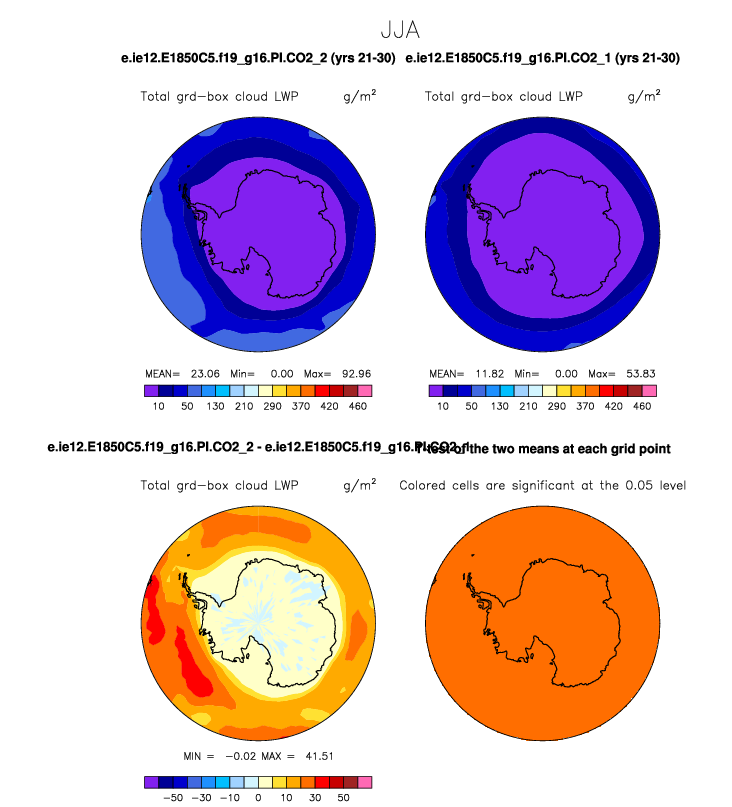 JJA
e.ie12.E1850C5.f19_g16.PI.CO2_2 (yrs 21-30) e.ie12.E1850C5.f19_g16.PI.CO2_1 (yrs 21-30)
Total grd-box cloud LWP g/m² Total grd-box cloud LWP g/m²
MEAN= 23.06 Min= 0.00 Max= 92.96 MEAN= 11.82 Min= 0.00 Max= 53.83
10 50 130 210 290 370 420 460 10 50 130 210 290 370 420 460
e.ie12.E1850C5.f19_g16.PI.CO2_2 - e.ie12.E1850C5.f19_g16.PI.CO2_1 T-test of the two means at each grid point
Total grd-box cloud LWP g/m² Colored cells are significant at the 0.05 level
MIN = -0.02 MAX = 41.51
-50 -30 -10 0 10 30 50